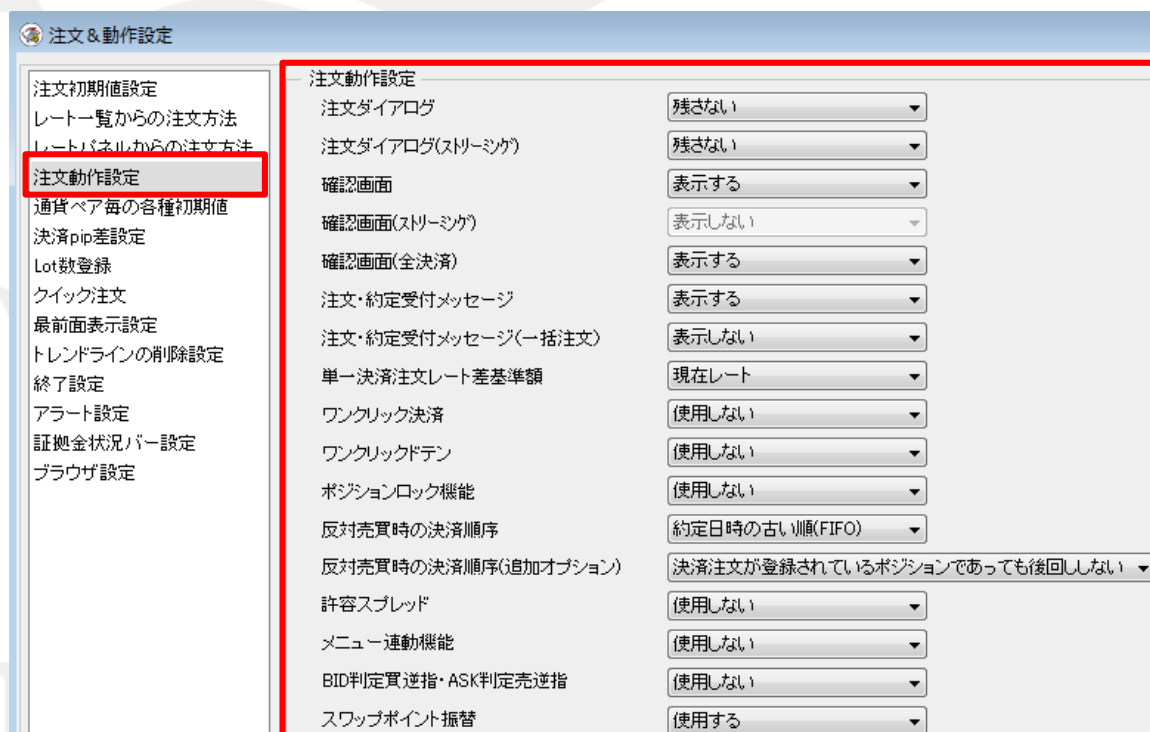 注文&動作設定
注文初期値設定
レート一覧からの注文方法
レートパネルからの注文方法
注文動作設定
通貨ペア毎の各種初期値
決済pip差設定
Lot数登録
クイック注文
最前面表示設定
トレンドラインの削除設定
終了設定
アラート設定
証拠金状況バー設定
ブラウザ設定
注文動作設定
注文ダイアログ 残さない
注文ダイアログ(ストリーミング) 残さない
確認画面 表示する
確認画面(ストリーミング) 表示しない
確認画面(全決済) 表示する
注文・約定受付メッセージ 表示する
注文・約定受付メッセージ(一括注文) 表示しない
単一決済注文レート差基準額 現在レート
ワンクリック決済 使用しない
ワンクリックドテン 使用しない
ポジションロック機能 使用しない
反対売買時の決済順序 約定日時の古い順(FIFO)
反対売買時の決済順序(追加オプション) 決済注文が登録されているポジションであっても後回ししない
許容スプレッド 使用しない
メニュー連動機能 使用しない
BID判定買逆指・ASK判定売逆指 使用しない
スワップポイント振替 使用する